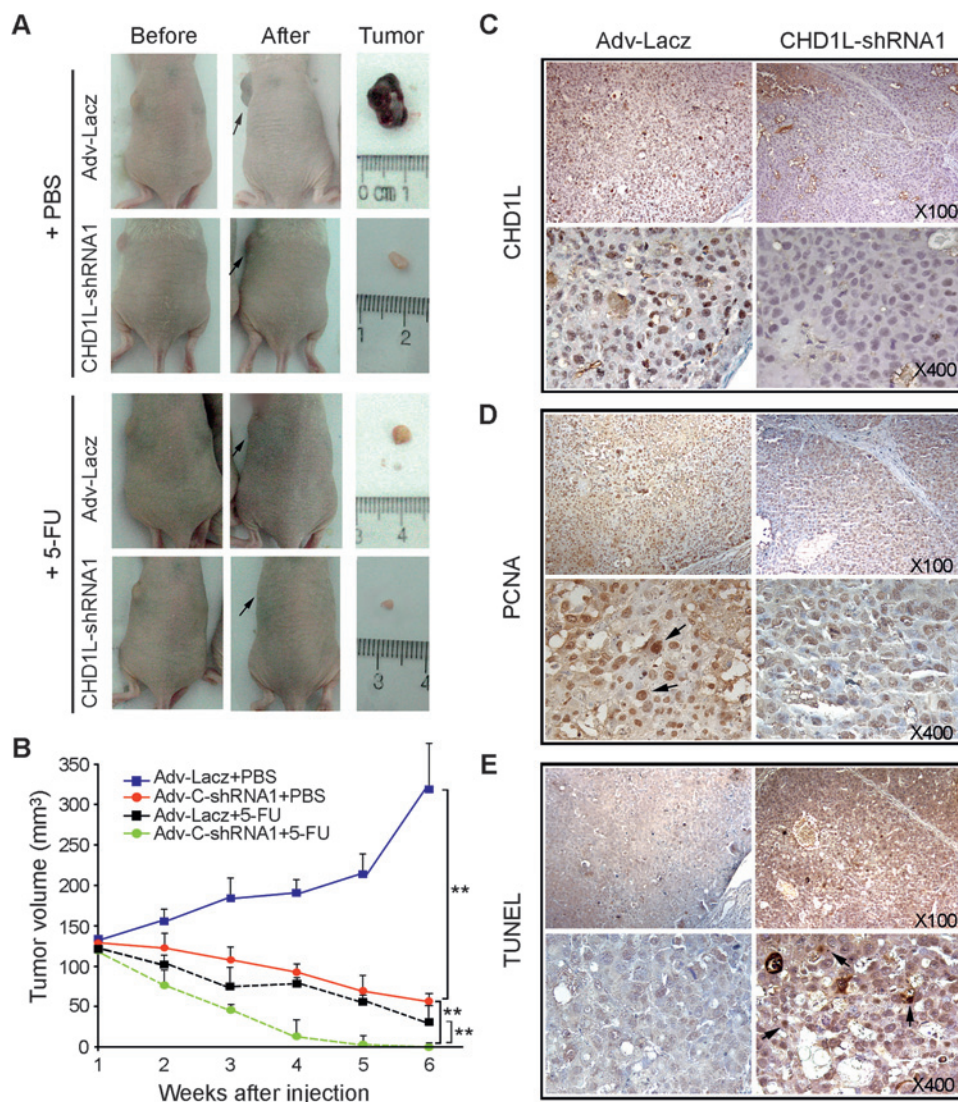 A
Before After Tumor
+ PBS
Adv-Lacz
0 cm 1
CHD1L-shRNA1
1 2
+ 5-FU
Adv-Lacz
3 4
CHD1L-shRNA1
3 4
B
Tumor volume (mm³)
350
300
250
200
150
100
50
0
Adv-Lacz+PBS
Adv-C-shRNA1+PBS
Adv-Lacz+5-FU
Adv-C-shRNA1+5-FU
**
**
**
1 2 3 4 5 6
Weeks after injection
C
Adv-Lacz CHD1L-shRNA1
CHD1L
X100
X400
D
PCNA
X100
X400
E
TUNEL
X100
X400